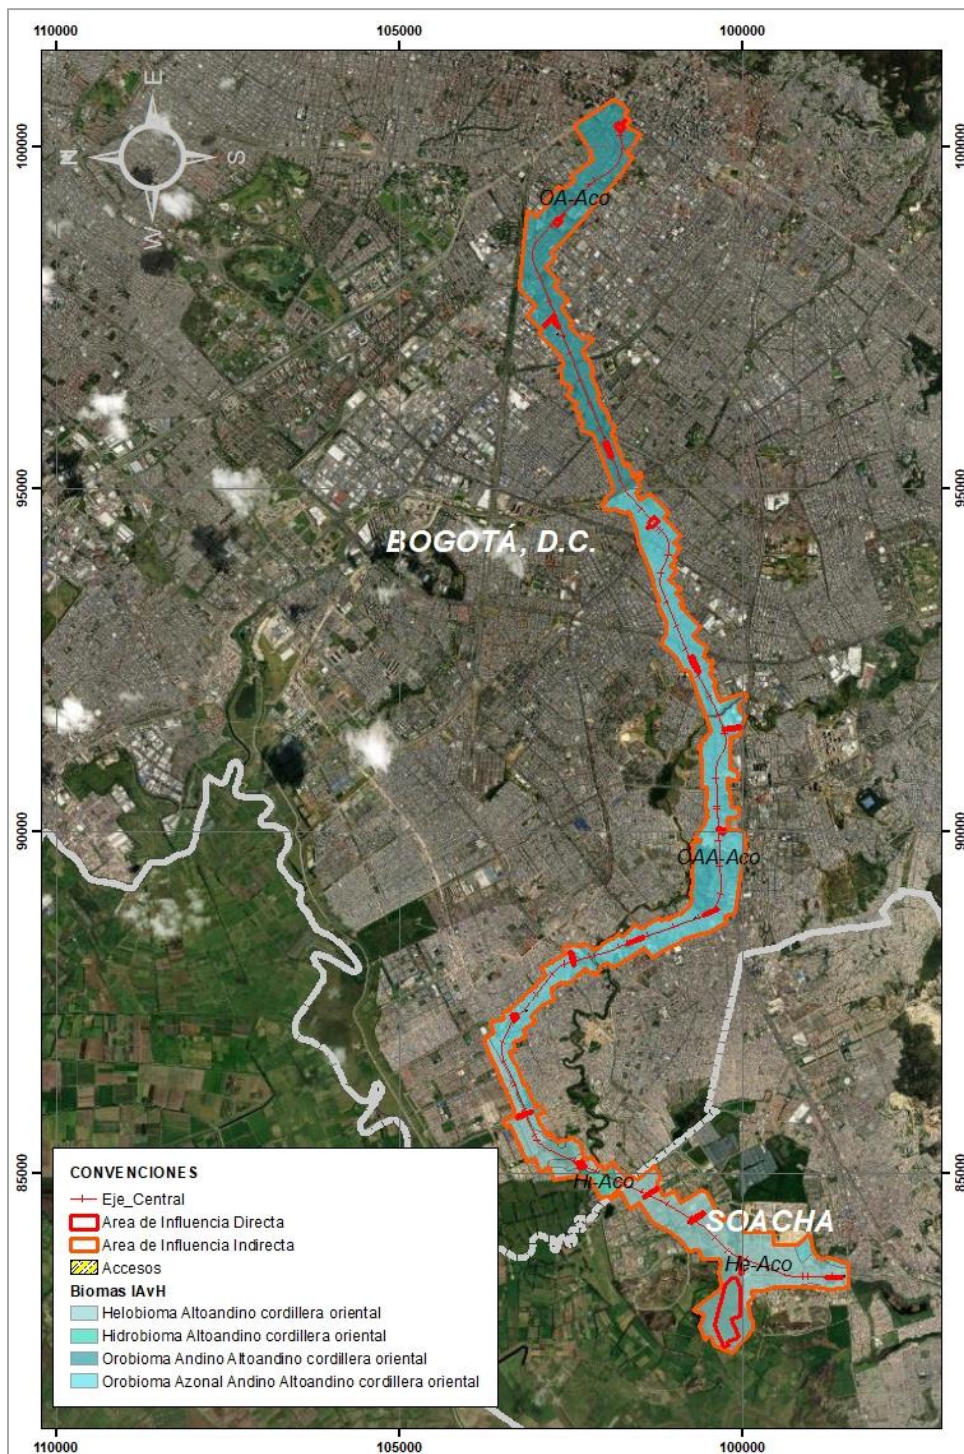 110000 105000 100000
E
N S
W
100000 100000
OA-Aco
95000 95000
BOGOTÁ, D.C.
90000 90000
OAA-Aco
85000 85000
HI-Aco
SOACHA
He-Aco
CONVENCIONES
Eje_Central
Area de Influencia Directa
Area de Influencia Indirecta
Accesos
Biomas IAvH
Helobioma Altoandino cordillera oriental
Hidrobioma Altoandino cordillera oriental
Orobioma Andino Altoandino cordillera oriental
Orobioma Azonal Andino Altoandino cordillera oriental
110000 105000 100000